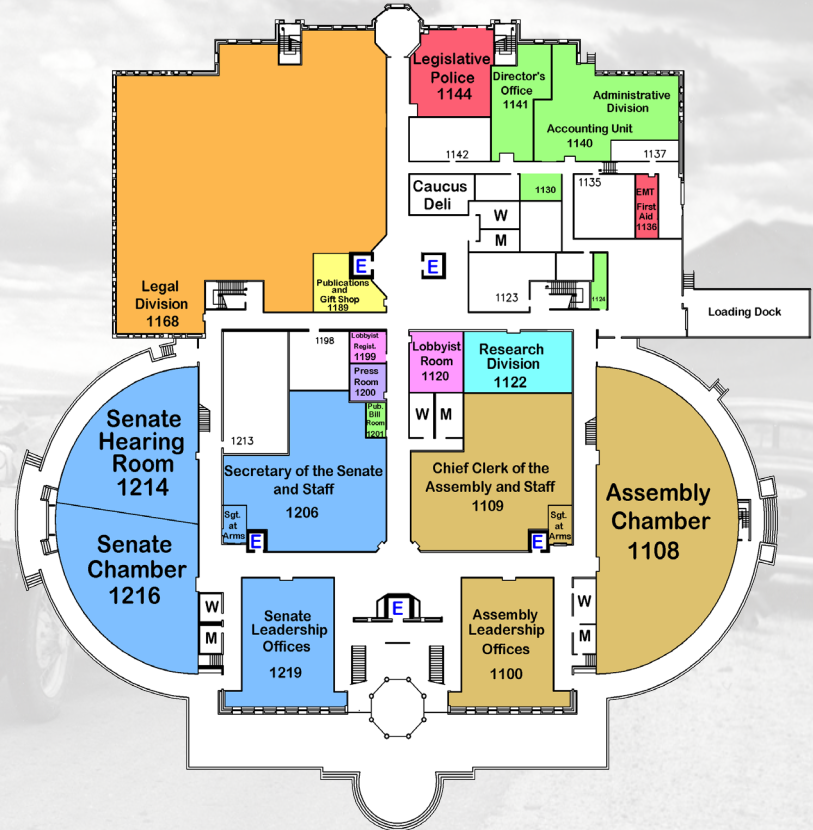 Legislative
Police
1144
Director's
Office
1141
Administrative
Division
Accounting Unit
1140
1142
1137
Caucus
Deli
1130
1135
EMT
First
Aid
1136
W
M
E
E
Publications
and
Gift Shop
1189
Legal
Division
1168
1123
1124
Loading Dock
1198
Lobbyist
Regist.
1199
Press
Room
1200
Pub.
Bill
Room
1201
Lobbyist
Room
1120
Research
Division
1122
W
M
1213
Senate
Hearing
Room
1214
Senate
Chamber
1216
Secretary of the Senate
and Staff
1206
Sgt.
at
Arms
E
Chief Clerk of the
Assembly and Staff
1109
Sgt.
at
Arms
E
Assembly
Chamber
1108
W
M
Senate
Leadership
Offices
1219
E
Assembly
Leadership
Offices
1100
W
M